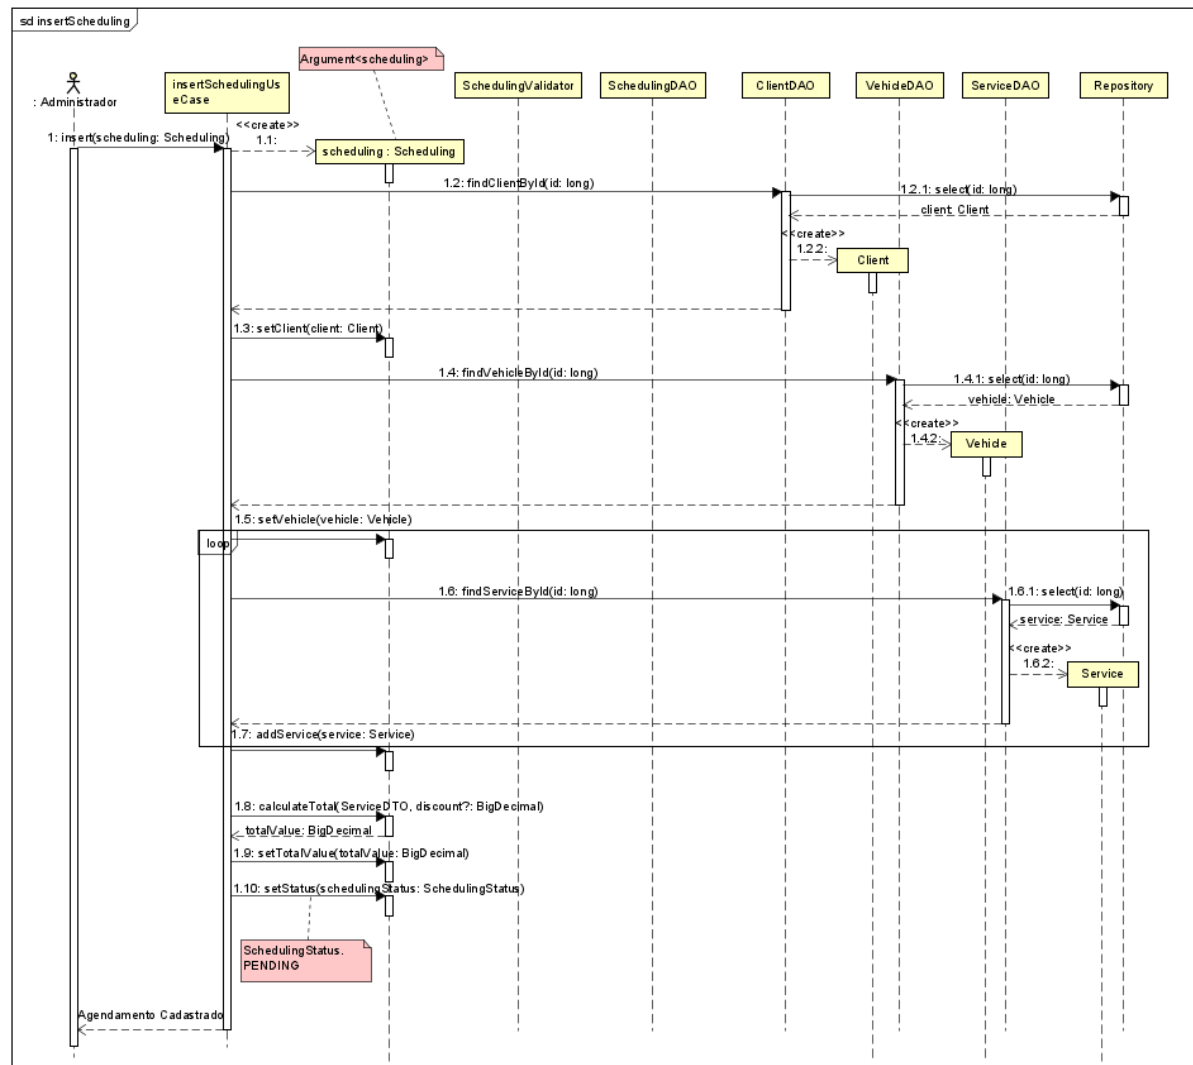 sd insertScheduling
Argument<scheduling>
: Administrador
insertSchedulingUs
eCase
SchedulingValidator
SchedulingDAO
ClientDAO
VehideDAO
ServiceDAO
Repository
<<create>>
1: insert(scheduling: Scheduling)
1.1:
scheduling : Scheduling
1.2: findClientById(id: long)
1.2.1: select(id: long)
client: Client
<<create>>
1.2.2:
Client
1.3: setClient(client: Client)
1.4: findVehicleById(id: long)
1.4.1: select(id: long)
vehicle: Vehicle
<<create>>
1.4.2:
Vehicle
1.5: setVehicle(vehicle: Vehicle)
loop
1.6: findServiceById(id: long)
1.6.1: select(id: long)
service: Service
<<create>>
1.6.2:
Service
1.7: addService(service: Service)
1.8: calculateTotal(ServiceDTO, discount?: BigDecimal)
totalValue: BigDecimal
1.9: setTotalValue(totalValue: BigDecimal)
1.10: setStatus(schedulingStatus: SchedulingStatus)
SchedulingStatus.
PENDING
Agendamento Cadastrado